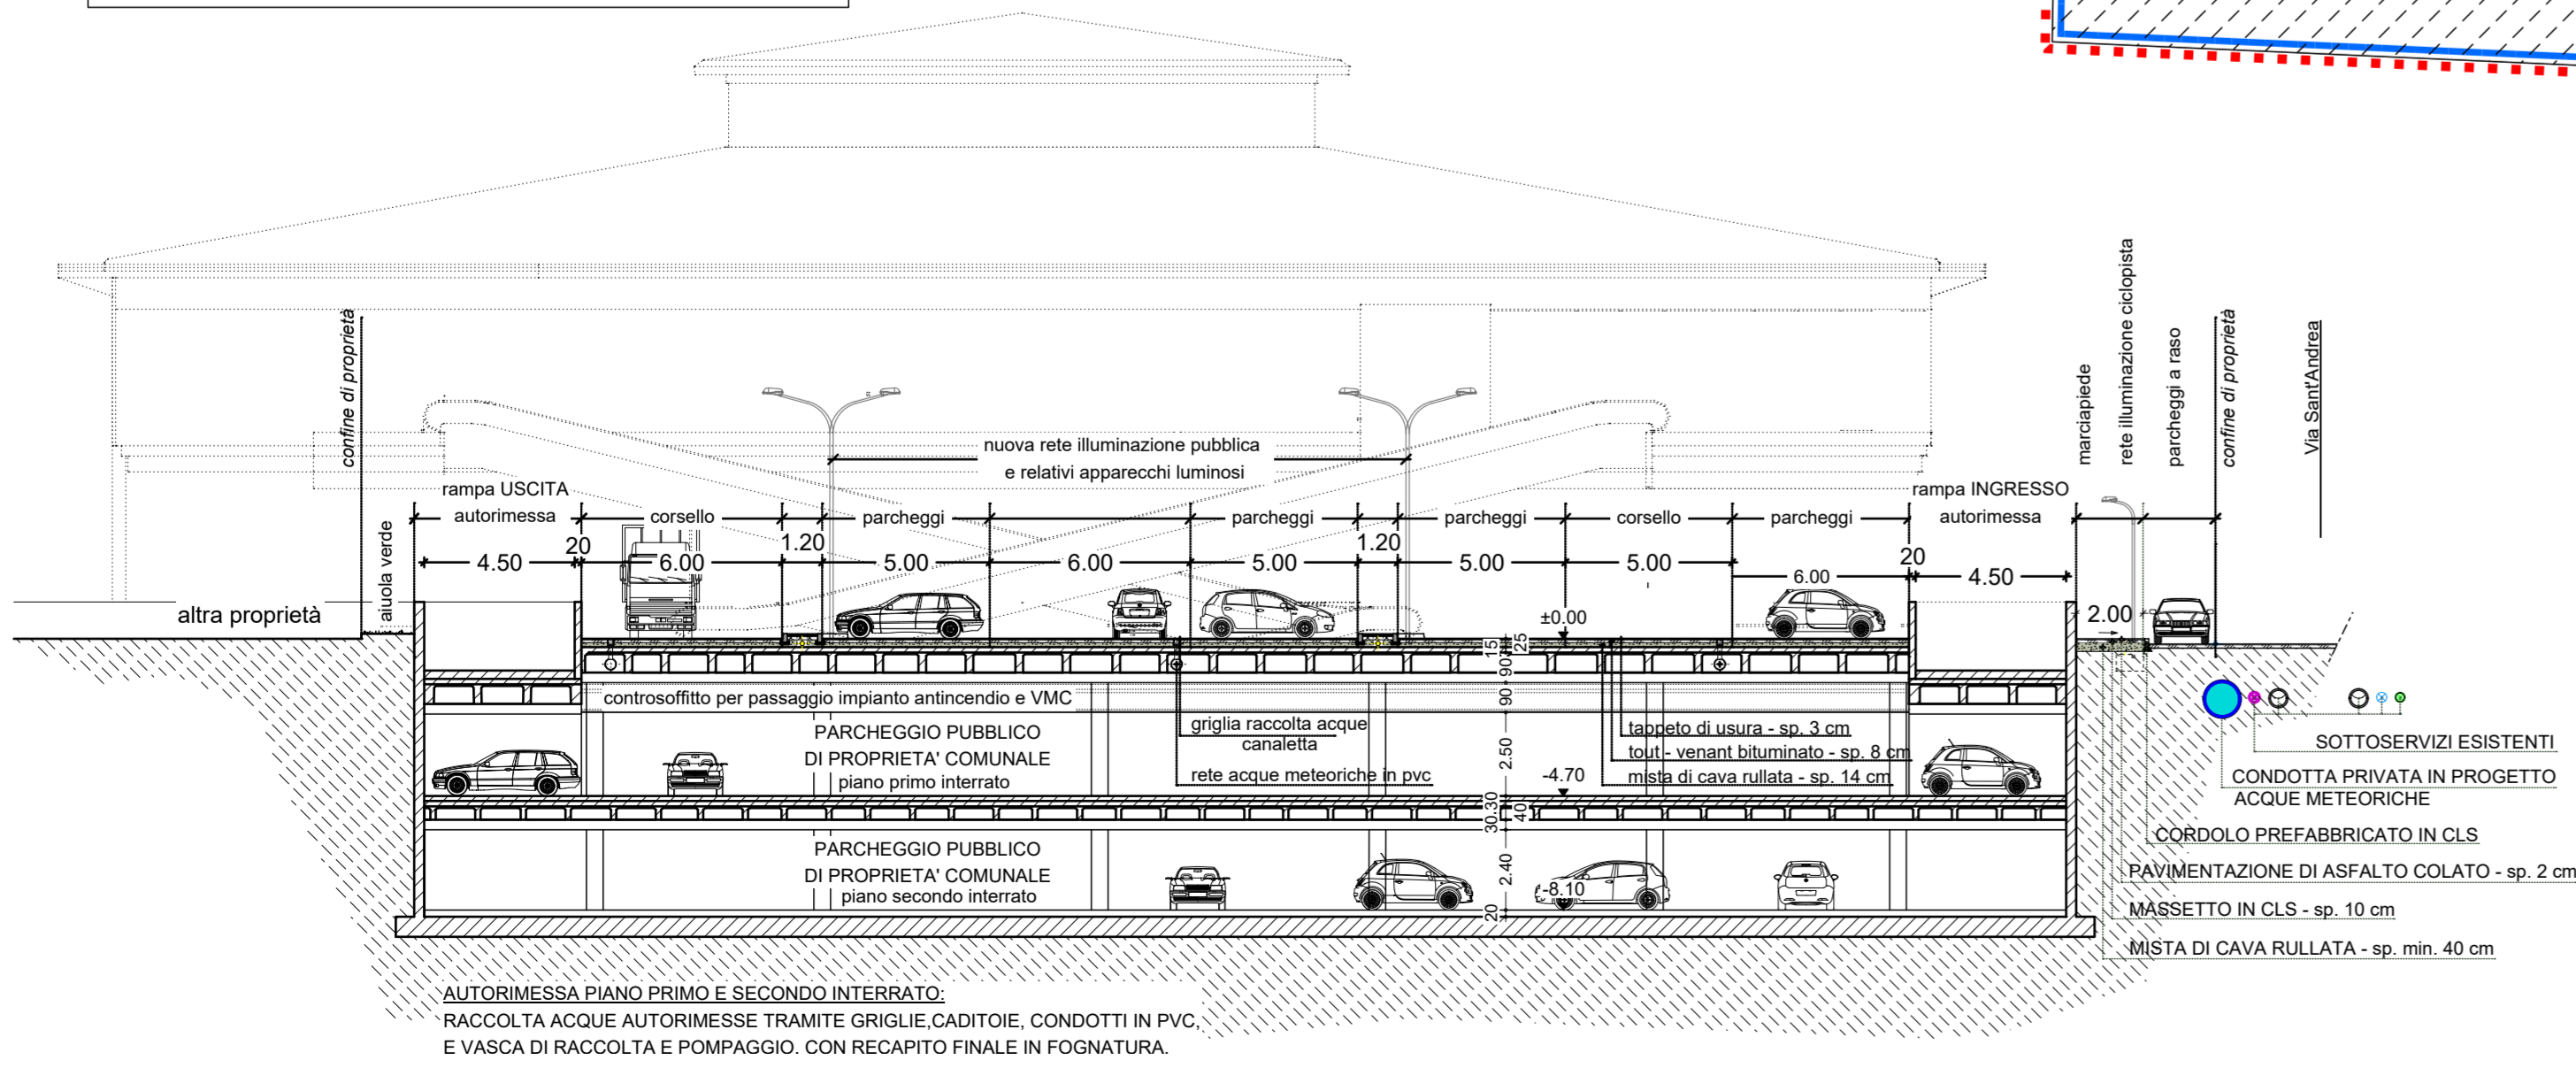 confine di proprietà
aiuola verde
altra proprietà
nuova rete illuminazione pubblica
e relativi apparecchi luminosi
marciapiede
rete illuminazione ciclopista
parcheggi a raso
confine di proprietà
Via Sant'Andrea
rampa USCITA
autorimessa
corsello
parcheggi
parcheggi
parcheggi
corsello
parcheggi
rampa INGRESSO
autorimessa
4.50
20
6.00
1.20
5.00
6.00
5.00
1.20
5.00
5.00
6.00
20
4.50
2.00
±0.00
15
25
90
90
2.50
30
30
40
30
2.40
20
controsoffitto per passaggio impianto antincendio e VMC
PARCHEGGIO PUBBLICO
DI PROPRIETA' COMUNALE
piano primo interrato
griglia raccolta acque
canaletta
rete acque meteoriche in pvc
tappeto di usura - sp. 3 cm
tout - venant bituminato - sp. 8 cm
mista di cava rullata - sp. 14 cm
-4.70
PARCHEGGIO PUBBLICO
DI PROPRIETA' COMUNALE
piano secondo interrato
-8.10
SOTTOSERVIZI ESISTENTI
CONDOTTA PRIVATA IN PROGETTO
ACQUE METEORICHE
CORDOLO PREFABBRICATO IN CLS
PAVIMENTAZIONE DI ASFALTO COLATO - sp. 2 cm
MASSETTO IN CLS - sp. 10 cm
MISTA DI CAVA RULLATA - sp. min. 40 cm
AUTORIMESSA PIANO PRIMO E SECONDO INTERRATO:
RACCOLTA ACQUE AUTORIMESSE TRAMITE GRIGLIE,CADITOIE, CONDOTTI IN PVC,
E VASCA DI RACCOLTA E POMPAGGIO. CON RECAPITO FINALE IN FOGNATURA.